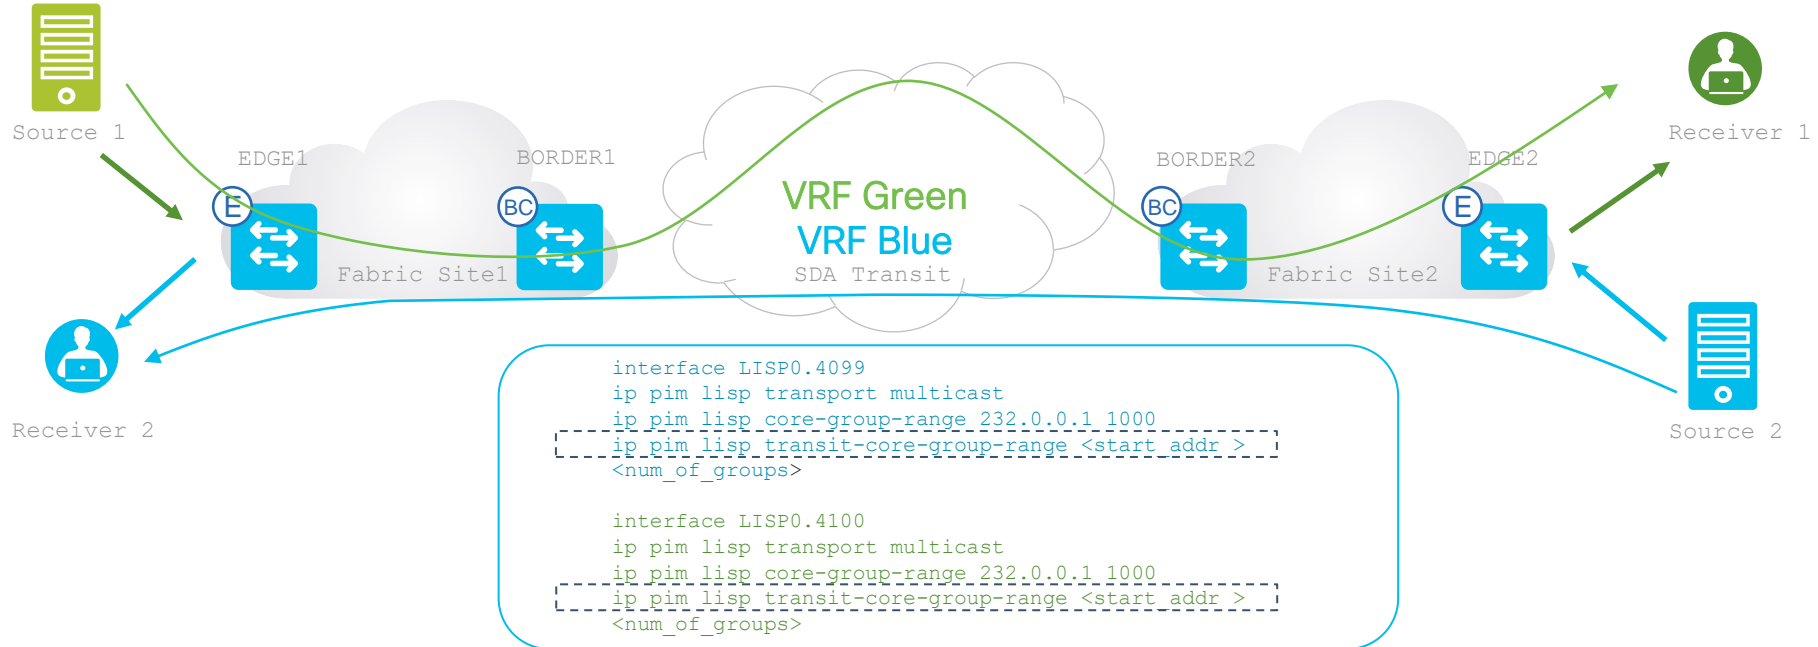 Source 1
Receiver 1
EDGE1
BORDER1
BORDER2
EDGE2
E
BC
BC
E
VRF Green
VRF Blue
SDA Transit
Fabric Site1
Fabric Site2
Receiver 2
Source 2
interface LISP0.4099
ip pim lisp transport multicast
ip pim lisp core-group-range 232.0.0.1 1000
ip pim lisp transit-core-group-range <start_addr >
<num_of_groups>
interface LISP0.4100
ip pim lisp transport multicast
ip pim lisp core-group-range 232.0.0.1 1000
ip pim lisp transit-core-group-range <start_addr >
<num_of_groups>